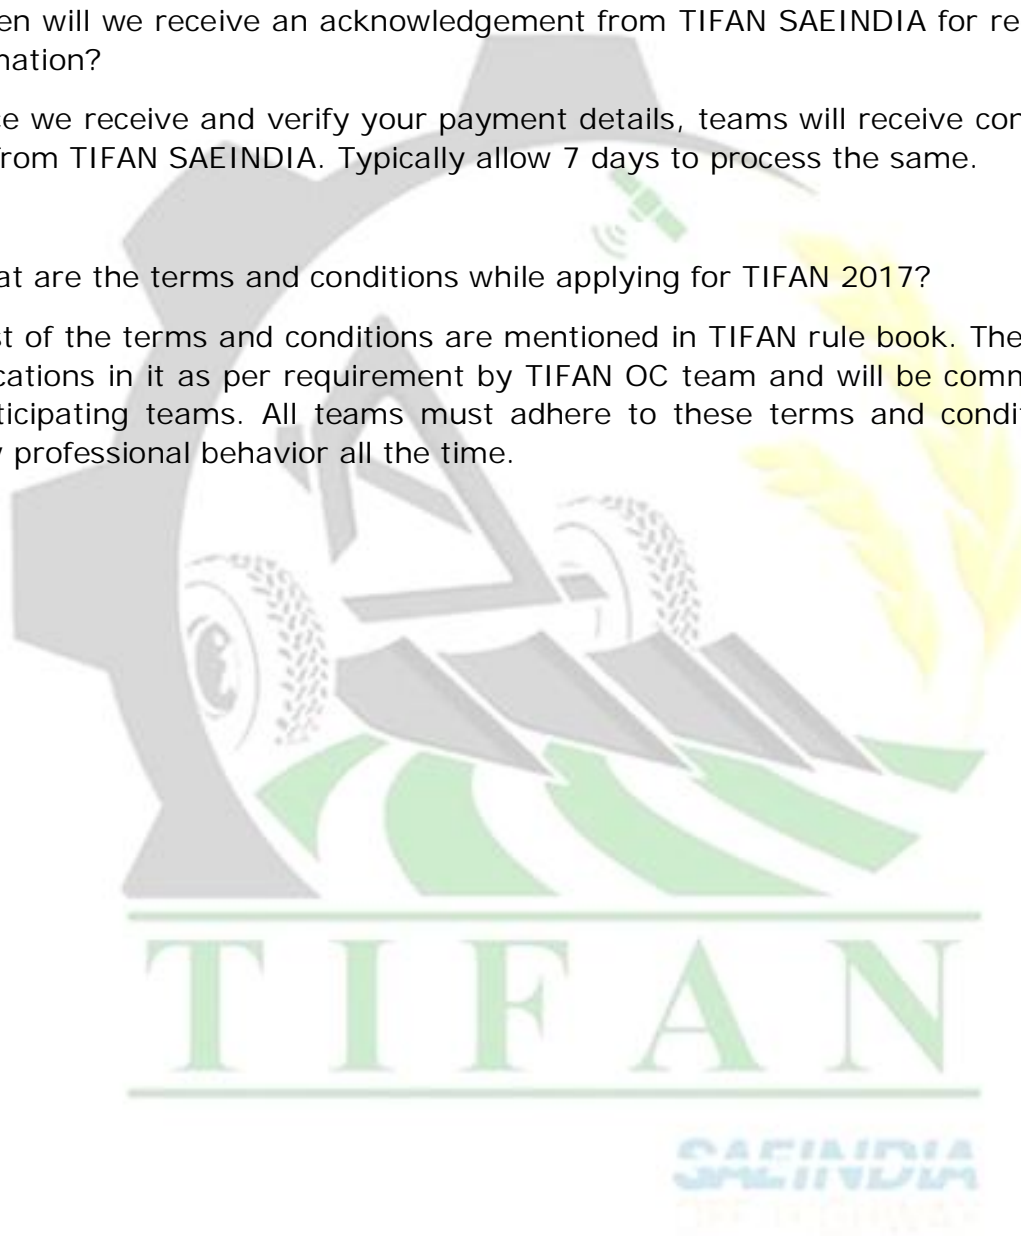 en will we receive an acknowledgement from TIFAN SAEINDIA for re
nation?
ce we receive and verify your payment details, teams will receive con
from TIFAN SAEINDIA. Typically allow 7 days to process the same.
at are the terms and conditions while applying for TIFAN 2017?
st of the terms and conditions are mentioned in TIFAN rule book. The
cations in it as per requirement by TIFAN OC team and will be comm
ticipating teams. All teams must adhere to these terms and condit
professional behavior all the time.
TIFAN
SAEINDIA